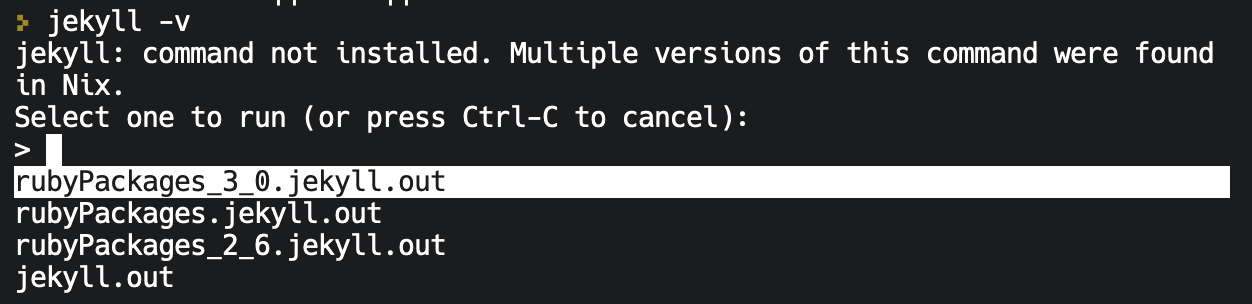 jekyll -v
jekyll: command not installed. Multiple versions of this command were found
in Nix.
Select one to run (or press Ctrl-C to cancel):
>
rubyPackages_3_0.jekyll.out
rubyPackages.jekyll.out
rubyPackages_2_6.jekyll.out
jekyll.out